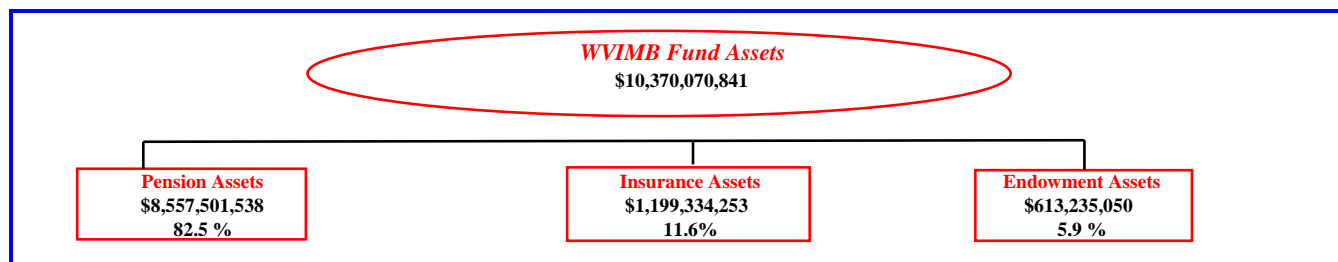 WVIMB Fund Assets
$10,370,070,841
Pension Assets
$8,557,501,538
82.5 %
Insurance Assets
$1,199,334,253
11.6%
Endowment Assets
$613,235,050
5.9 %